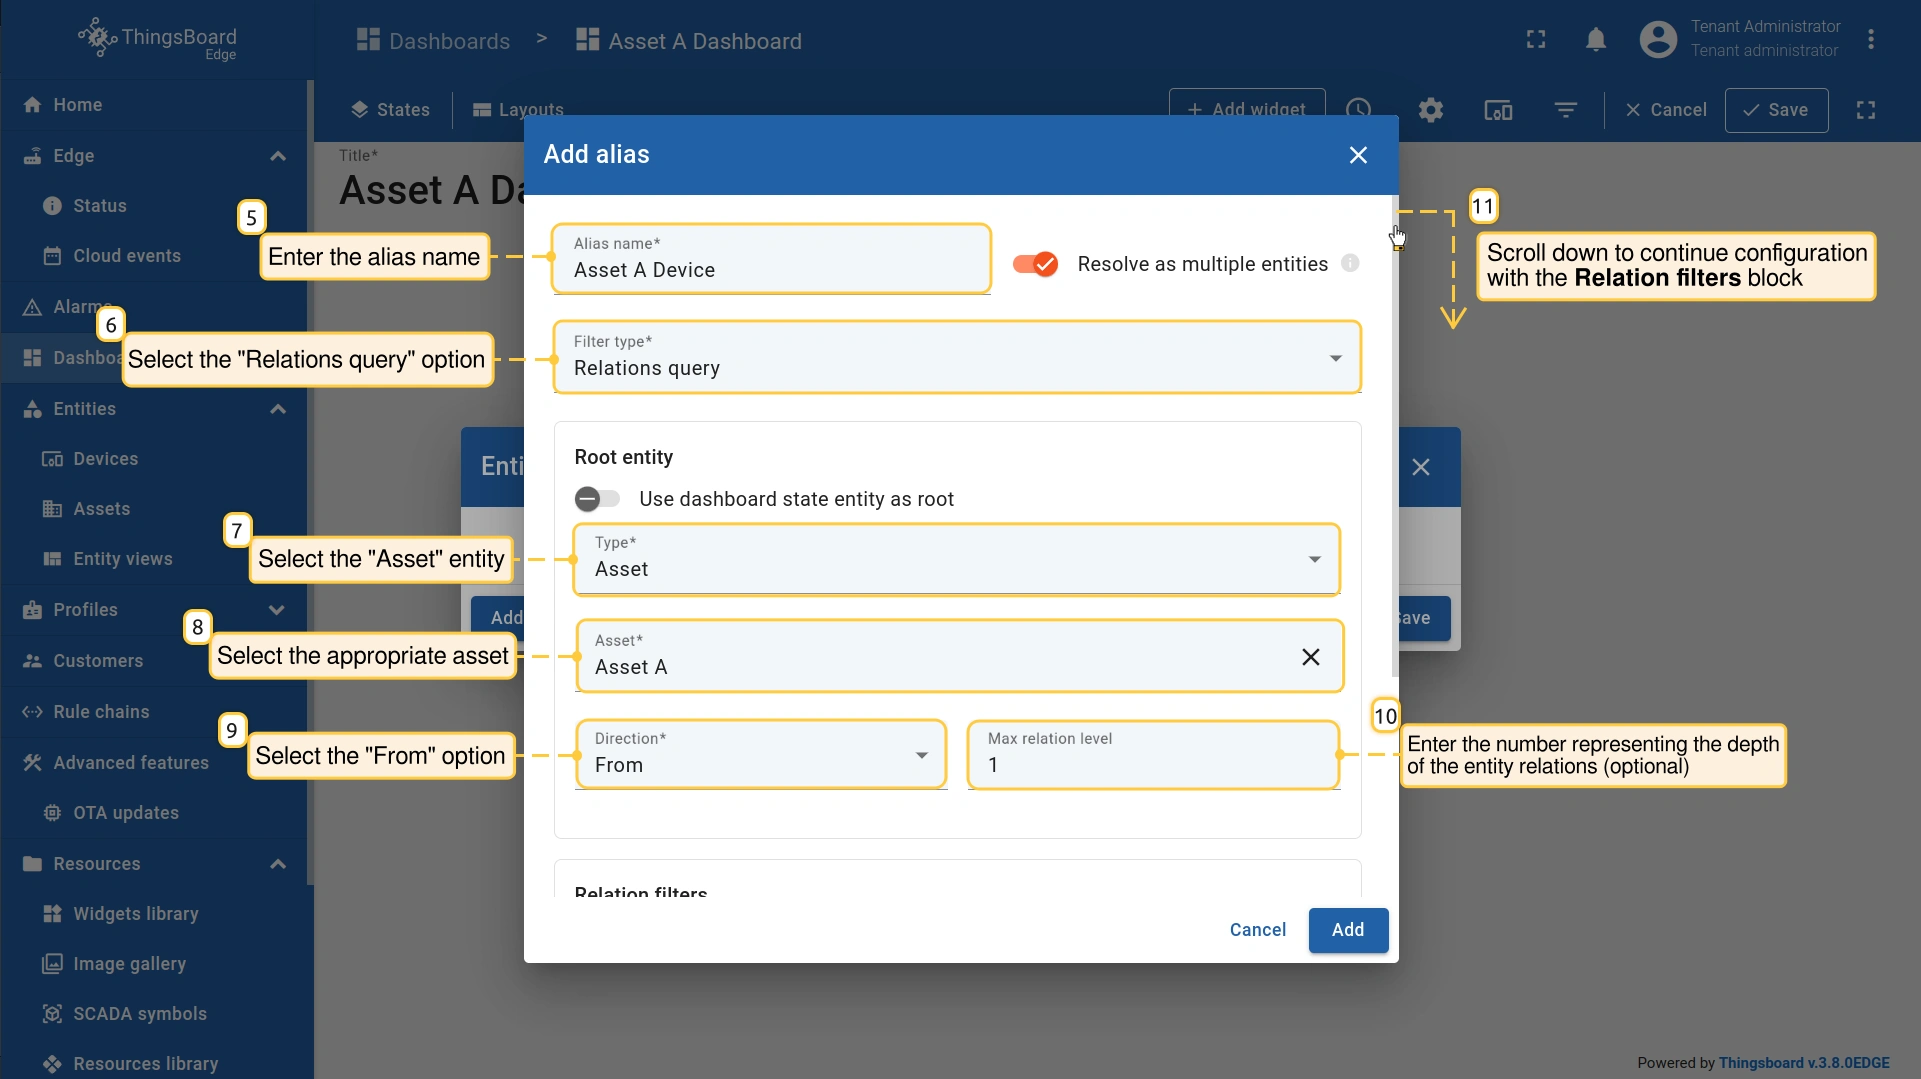 ThingsBoard
Edge
Dashboards > Asset A Dashboard
Tenant Administrator
Tenant administrator
Home
Edge
Status
Cloud events
Alarms
Dashboa
Entities
Devices
Assets
Entity views
Profiles
Customers
Rule chains
Advanced features
OTA updates
Resources
Widgets library
Image gallery
SCADA symbols
Resources library
States
Layouts
+ Add widget
Cancel
Save
Title*
Asset A Da
Add alias
5
Enter the alias name
Alias name*
Asset A Device
Resolve as multiple entities
11
Scroll down to continue configuration
with the Relation filters block
6
Select the "Relations query" option
Filter type*
Relations query
Enti
Root entity
Use dashboard state entity as root
7
Select the "Asset" entity
Type*
Asset
Add
Save
8
Select the appropriate asset
Asset*
Asset A
9
Select the "From" option
Direction*
From
Max relation level
1
10
Enter the number representing the depth
of the entity relations (optional)
Relation filters
Cancel
Add
Powered by Thingsboard v.3.8.0EDGE